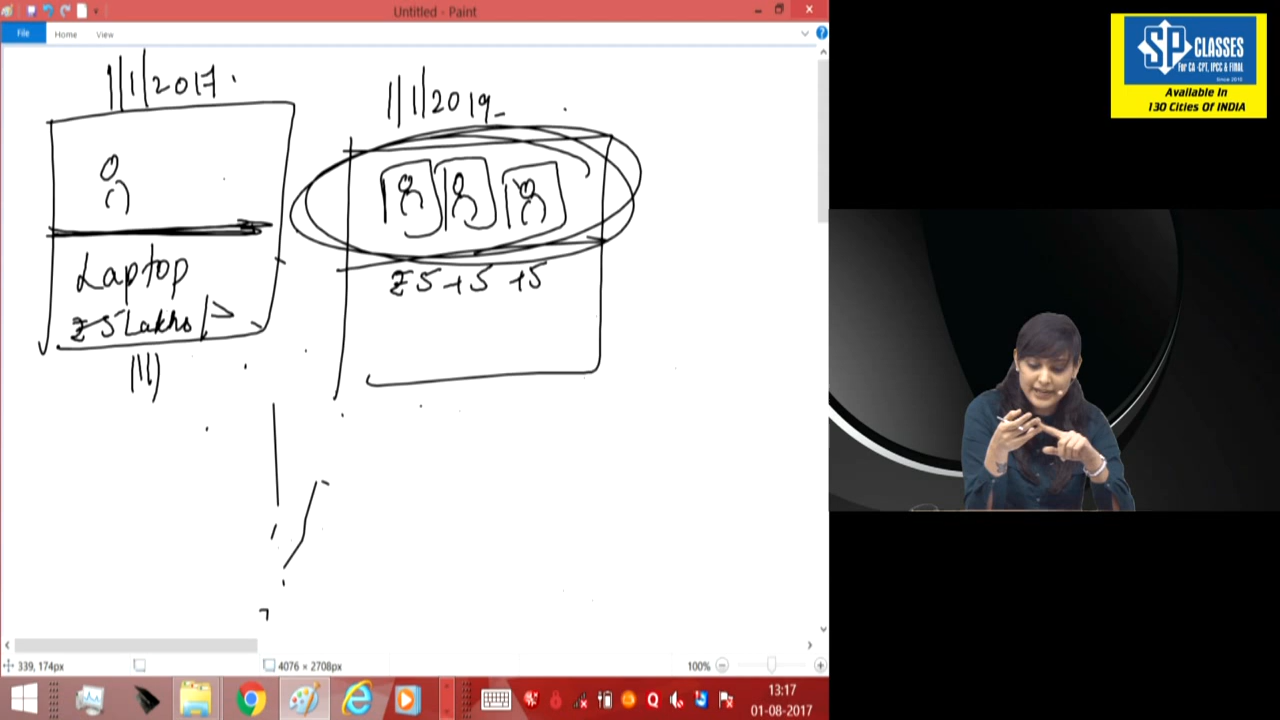 Untitled - Paint
File Home View
1/1/2017.
1/1/2019
Laptop
₹5 Lakhs/-
₹5+5+5
SP CLASSES
For CA-CPT, IPCC & FINAL
Since 2010
Available In
130 Cities Of INDIA
339, 174px
4076 × 2708px
100%
13:17
01-08-2017